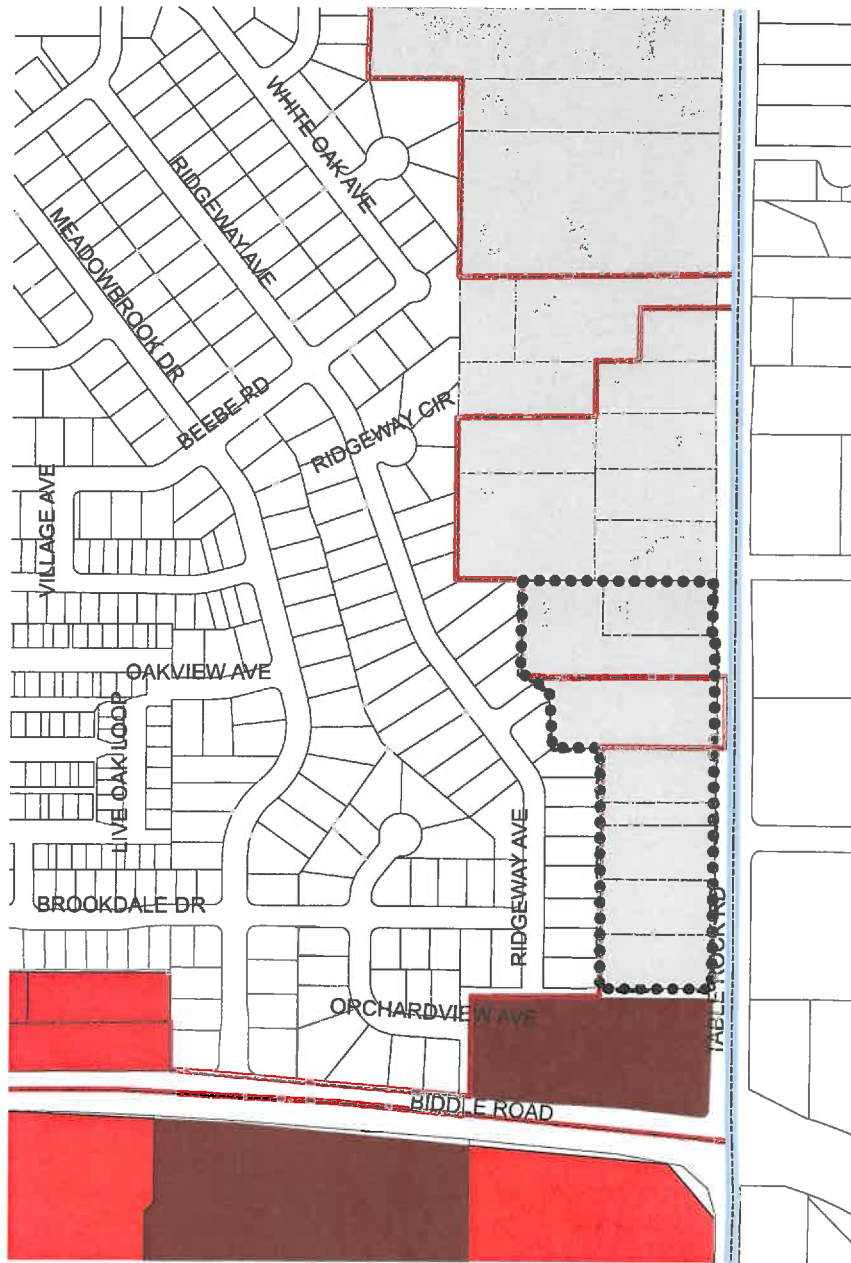 WHITE OAK AVE
RIDGEWAY AVE
MEADOWBROOK DR
BEEBE RD
RIDGEWAY CIR
VILLAGE AVE
OAKVIEW AVE
LIVE OAK LOOP
RIDGEWAY AVE
BROOKDALE DR
TABLE ROCK RD
ORCHARDVIEW AVE
BIDDLE ROAD